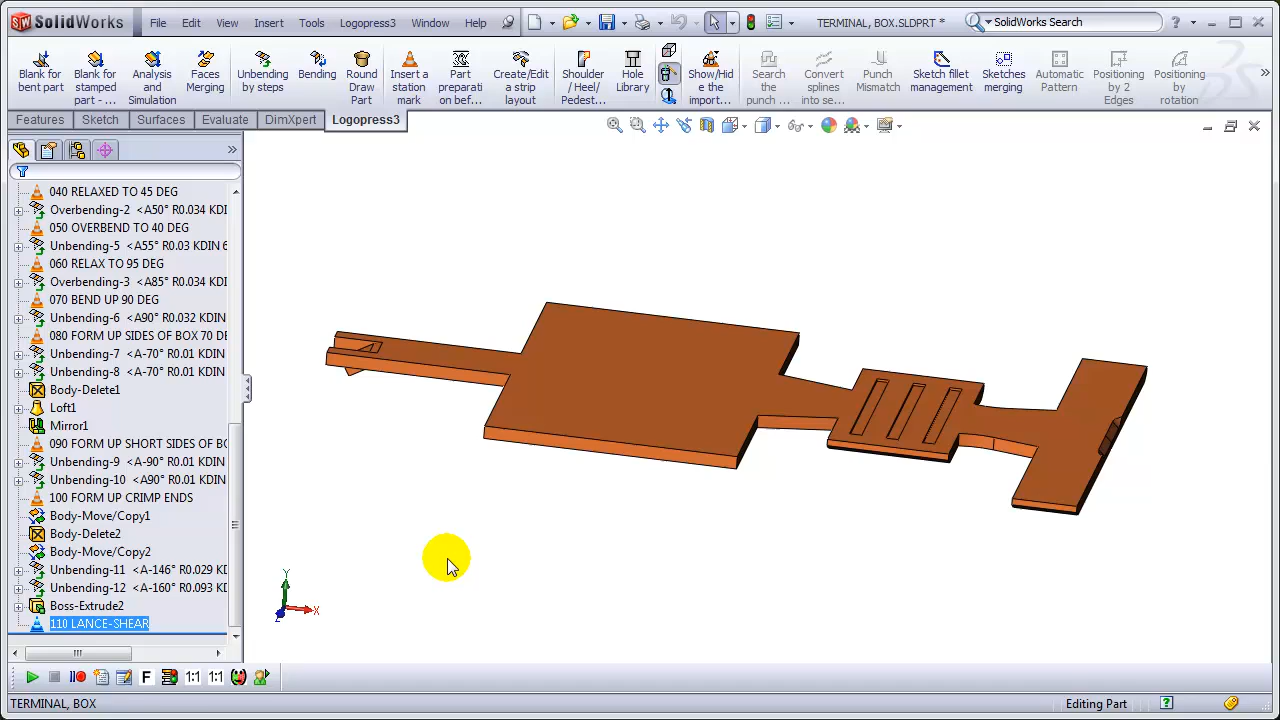 SolidWorks File Edit View Insert Tools Logopress3 Window Help TERMINAL, BOX.SLDPRT * SolidWorks Search
Blank for bent part
Blank for stamped part - ...
Analysis and Simulation
Faces Merging
Unbending by steps
Bending
Round Draw Part
Insert a station mark
Part preparati on bef...
Create/Edit a strip layout
Shoulder / Heel / Pedest...
Hole Library
Show/Hid e the import...
Search the punch ...
Convert splines into se...
Punch Mismatch
Sketch fillet management
Sketches merging
Automatic Pattern
Positioning by 2 Edges
Positioning by rotation
Features Sketch Surfaces Evaluate DimXpert Logopress3
040 RELAXED TO 45 DEG
Overbending-2 <A50° R0.034 KDI
050 OVERBEND TO 40 DEG
Unbending-5 <A55° R0.03 KDIN 6
060 RELAX TO 95 DEG
Overbending-3 <A85° R0.034 KDI
070 BEND UP 90 DEG
Unbending-6 <A90° R0.032 KDIN
080 FORM UP SIDES OF BOX 70 DE
Unbending-7 <A-70° R0.01 KDIN
Unbending-8 <A-70° R0.01 KDIN
Body-Delete1
Loft1
Mirror1
090 FORM UP SHORT SIDES OF BO
Unbending-9 <A-90° R0.01 KDIN
Unbending-10 <A90° R0.01 KDIN
100 FORM UP CRIMP ENDS
Body-Move/Copy1
Body-Delete2
Body-Move/Copy2
Unbending-11 <A-146° R0.029 KD
Unbending-12 <A-160° R0.093 KD
Boss-Extrude2
110 LANCE-SHEAR
Y
X
Z
F 1:1 1:1
TERMINAL, BOX Editing Part